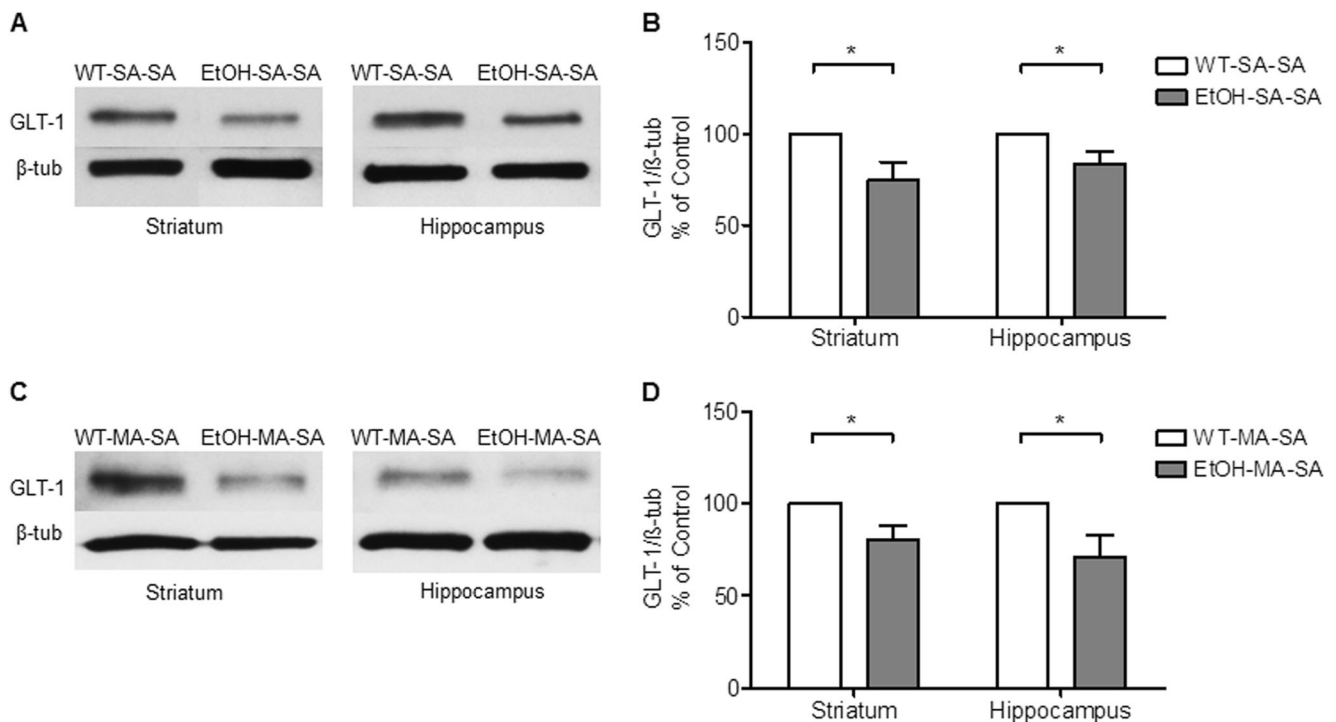 A
WT-SA-SA EtOH-SA-SA WT-SA-SA EtOH-SA-SA
GLT-1
β-tub
Striatum Hippocampus
B
150
100
50
0
GLT-1/ß-tub
% of Control
* *
Striatum Hippocampus
WT-SA-SA
EtOH-SA-SA
C
WT-MA-SA EtOH-MA-SA WT-MA-SA EtOH-MA-SA
GLT-1
β-tub
Striatum Hippocampus
D
150
100
50
0
GLT-1/ß-tub
% of Control
* *
Striatum Hippocampus
WT-MA-SA
EtOH-MA-SA